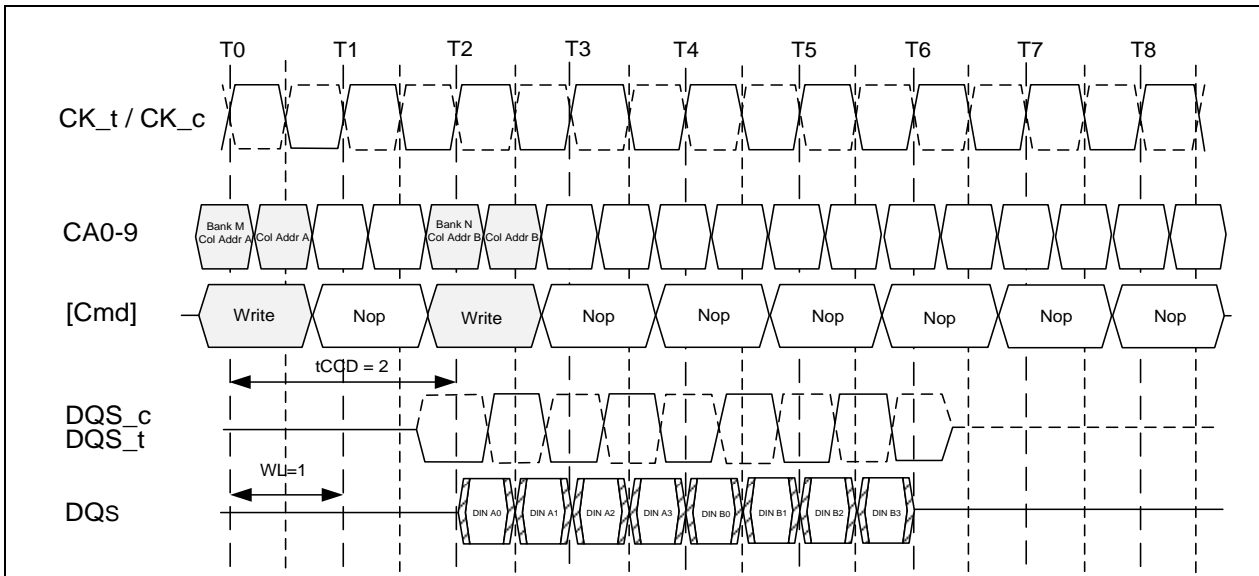 T0 T1 T2 T3 T4 T5 T6 T7 T8
CK_t / CK_c
CA0-9
Bank M
Col Addr A
Col Addr A
Bank N
Col Addr B
Col Addr B
[Cmd]
Write Nop Write Nop Nop Nop Nop Nop Nop
tCCD = 2
DQS_c
DQS_t
WL=1
DQs
DIN A0 DIN A1 DIN A2 DIN A3 DIN B0 DIN B1 DIN B2 DIN B3